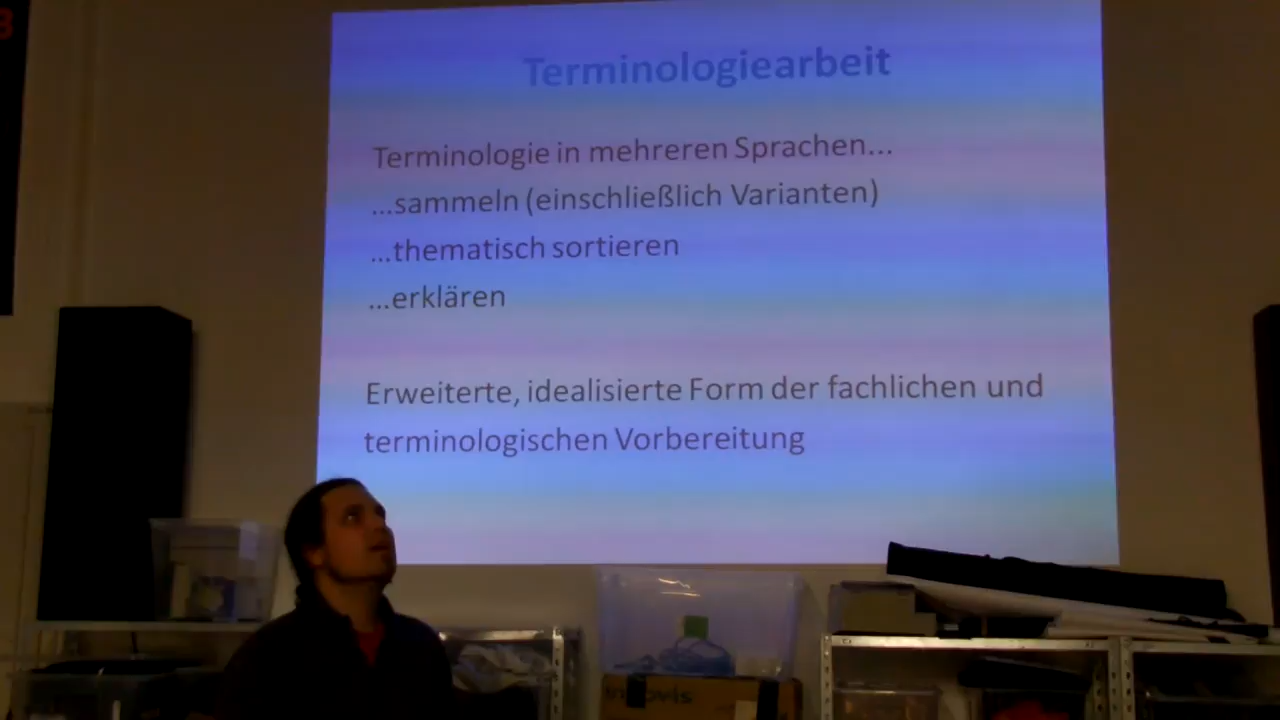 Terminologiearbeit
Terminologie in mehreren Sprachen...
...sammeln (einschließlich Varianten)
...thematisch sortieren
...erklären
Erweiterte, idealisierte Form der fachlichen und
terminologischen Vorbereitung